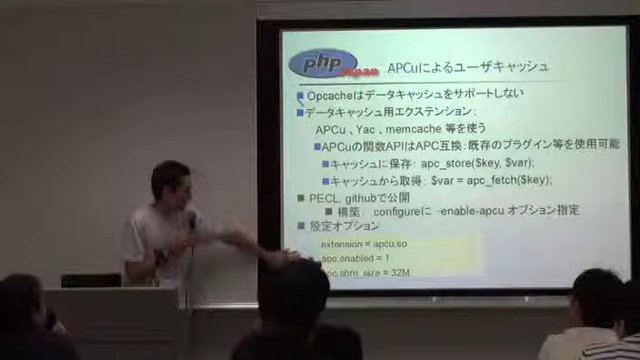 php
Japan
APCuによるユーザキャッシュ
Opcacheはデータキャッシュをサポートしない
データキャッシュ用エクステンション:
APCu 、Yac 、memcache 等を使う
APCuの関数APIはAPC互換:既存のプラグイン等を使用可能
キャッシュに保存: apc_store($key, $var);
キャッシュから取得: $var = apc_fetch($key);
PECL, githubで公開
構築: configureに -enable-apcu オプション指定
設定オプション
extension = apcu.so
apc.enabled = 1
apc.shm_size = 32M